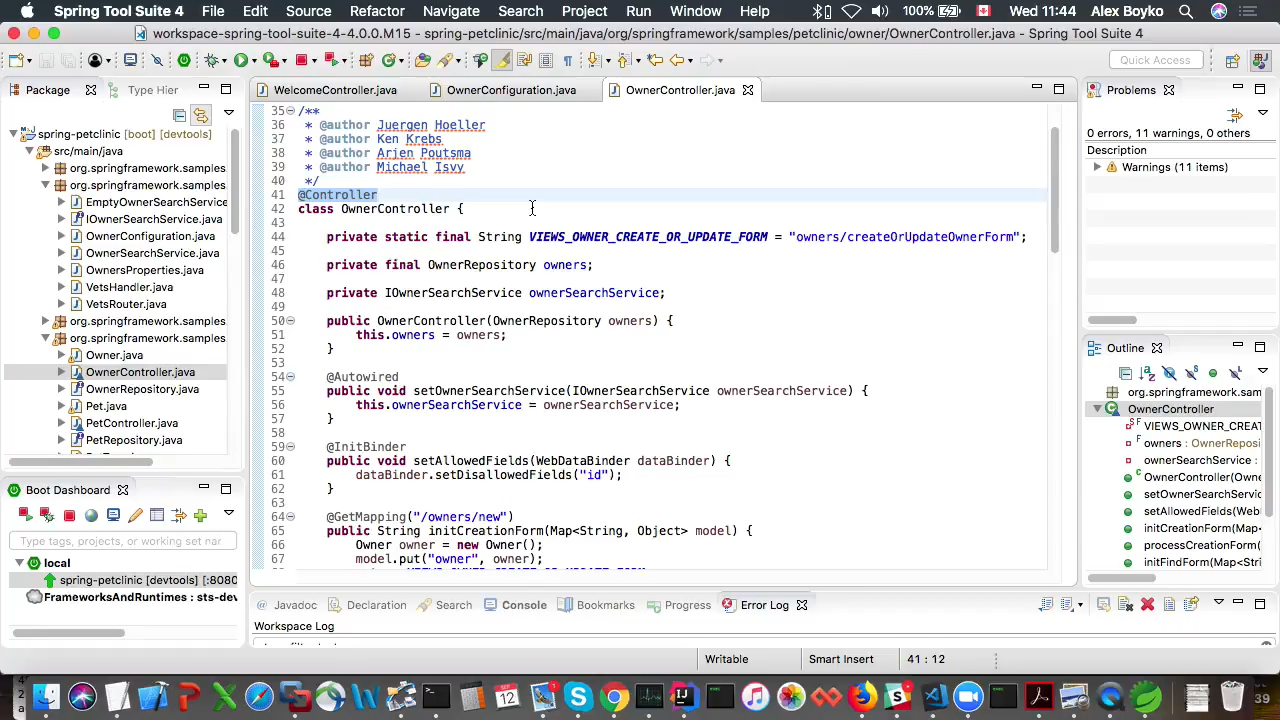 Spring Tool Suite 4 File Edit Source Refactor Navigate Search Project Run Window Help 100% Wed 11:44 Alex Boyko
workspace-spring-tool-suite-4-4.0.0.M15 - spring-petclinic/src/main/java/org/springframework/samples/petclinic/owner/OwnerController.java - Spring Tool Suite 4
Quick Access
Package Type Hier
spring-petclinic [boot] [devtools]
src/main/java
org.springframework.samples
org.springframework.samples
EmptyOwnerSearchService
IOwnerSearchService.java
OwnerConfiguration.java
OwnerSearchService.java
OwnersProperties.java
VetsHandler.java
VetsRouter.java
org.springframework.samples
org.springframework.samples
Owner.java
OwnerController.java
OwnerRepository.java
Pet.java
PetController.java
PetRepository.java
Boot Dashboard
Type tags, projects, or working set nar
local
spring-petclinic [devtools] [:8080
FrameworksAndRuntimes : sts-dev
WelcomeController.java OwnerConfiguration.java OwnerController.java
35 /**
36 * @author Juergen Hoeller
37 * @author Ken Krebs
38 * @author Arjen Poutsma
39 * @author Michael Isvy
40 */
41 @Controller
42 class OwnerController {
43
44 private static final String VIEWS_OWNER_CREATE_OR_UPDATE_FORM = "owners/createOrUpdateOwnerForm";
45
46 private final OwnerRepository owners;
47
48 private IOwnerSearchService ownerSearchService;
49
50 public OwnerController(OwnerRepository owners) {
51 this.owners = owners;
52 }
53
54 @Autowired
55 public void setOwnerSearchService(IOwnerSearchService ownerSearchService) {
56 this.ownerSearchService = ownerSearchService;
57 }
58
59 @InitBinder
60 public void setAllowedFields(WebDataBinder dataBinder) {
61 dataBinder.setDisallowedFields("id");
62 }
63
64 @GetMapping("/owners/new")
65 public String initCreationForm(Map<String, Object> model) {
66 Owner owner = new Owner();
67 model.put("owner", owner);
Problems
0 errors, 11 warnings, 0 others
Description
Warnings (11 items)
Outline
org.springframework.sam
OwnerController
VIEWS_OWNER_CREAT
owners : OwnerReposi
ownerSearchService :
OwnerController(Owne
setOwnerSearchServic
setAllowedFields(Web
initCreationForm(Map<
processCreationForm(
initFindForm(Map<Stri
@ Javadoc Declaration Search Console Bookmarks Progress Error Log
Workspace Log
Writable Smart Insert 41 : 12